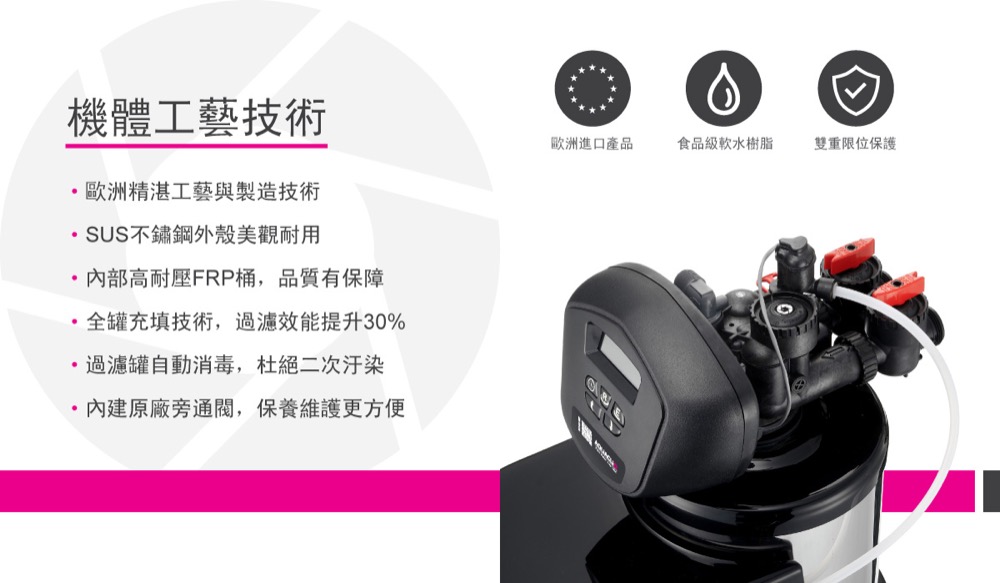 機體工藝技術
• 歐洲精湛工藝與製造技術
• SUS不鏽鋼外殼美觀耐用
• 內部高耐壓FRP桶，品質有保障
• 全罐充填技術，過濾效能提升30%
• 過濾罐自動消毒，杜絕二次汙染
• 內建原廠旁通閥，保養維護更方便
歐洲進口產品
食品級軟水樹脂
雙重限位保護